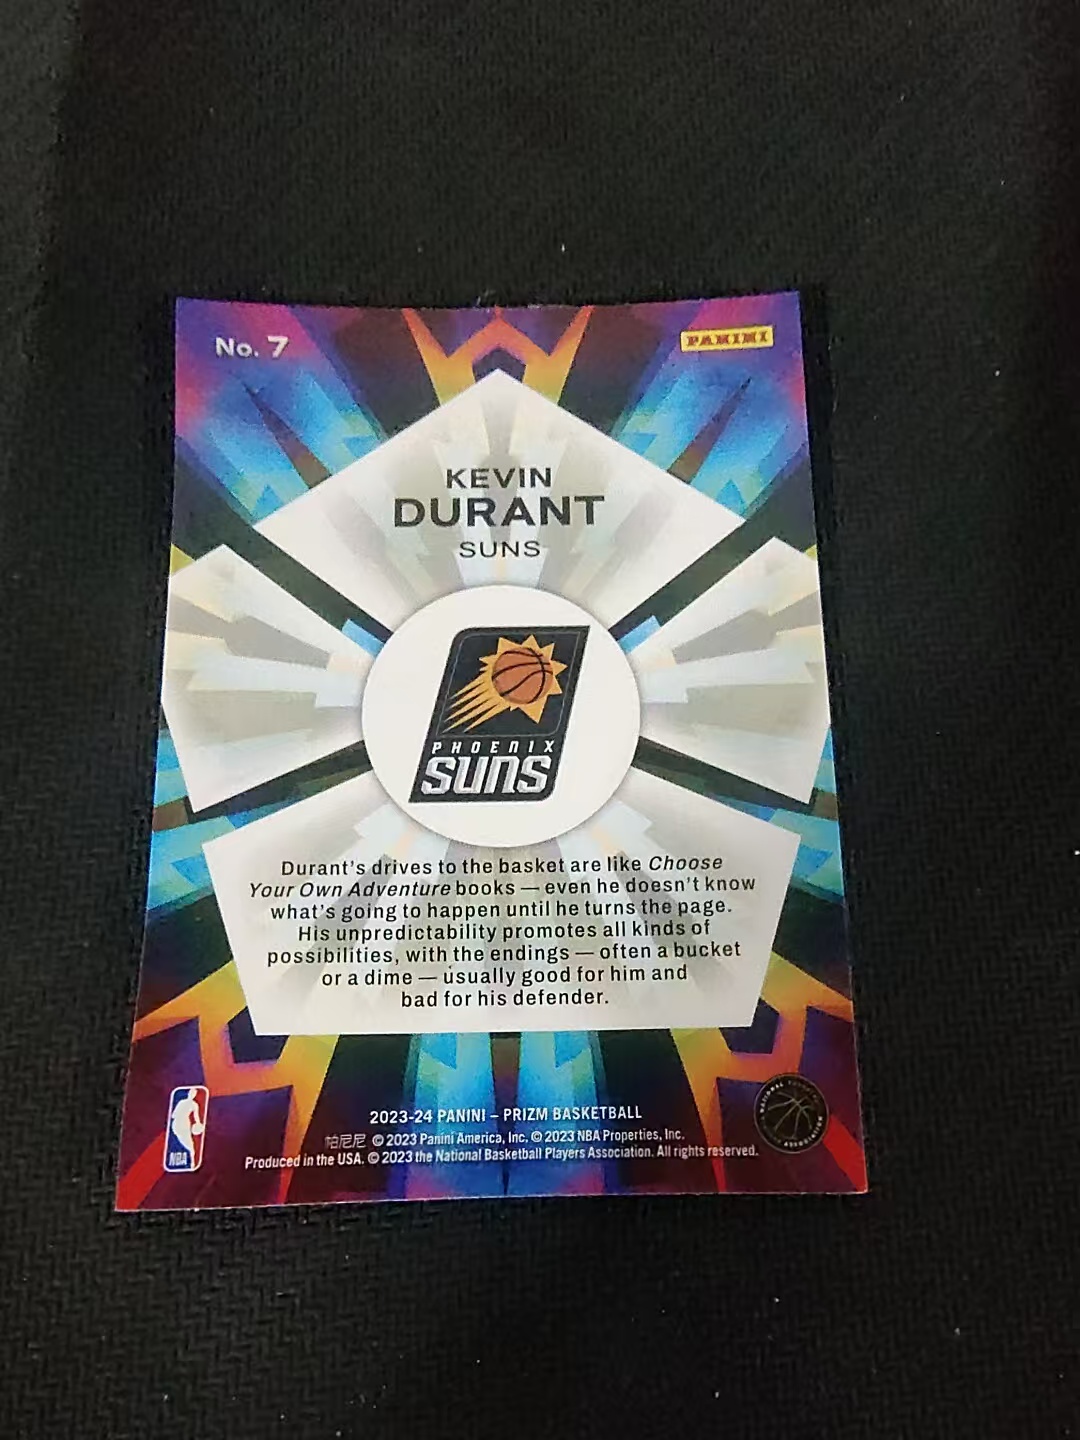 No. 7
PANINI
KEVIN
DURANT
SUNS
PHOENIX
SUNS
Durant's drives to the basket are like Choose
Your Own Adventure books — even he doesn't know
what's going to happen until he turns the page.
His unpredictability promotes all kinds of
possibilities, with the endings — often a bucket
or a dime — usually good for him and
bad for his defender.
2023-24 PANINI – PRIZM BASKETBALL
帕尼尼 © 2023 Panini America, Inc. © 2023 NBA Properties, Inc.
Produced in the USA. © 2023 the National Basketball Players Association. All rights reserved.
NBA
NATIONAL
ASSOCIATION